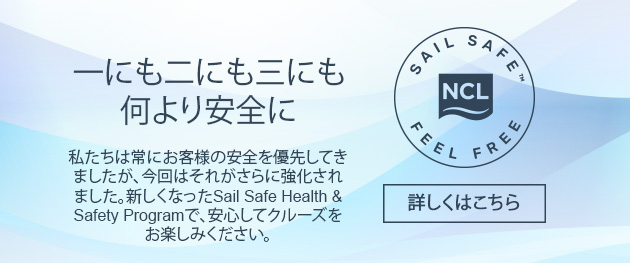 一にも二にも三にも
何より安全に
私たちは常にお客様の安全を優先してき
ましたが、今回はそれがさらに強化され
ました。新しくなったSail Safe Health &
Safety Programで、安心してクルーズを
お楽しみください。
SAIL SAFE™
NCL
FEEL FREE
詳しくはこちら